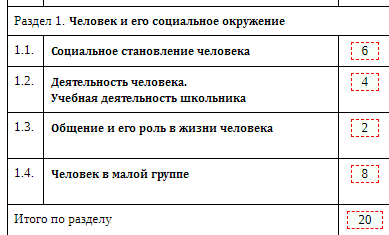 Раздел 1. Человек и его социальное окружение
1.1. Социальное становление человека 6
1.2. Деятельность человека. 4
Учебная деятельность школьника
1.3. Общение и его роль в жизни человека 2
1.4. Человек в малой группе 8
Итого по разделу 20